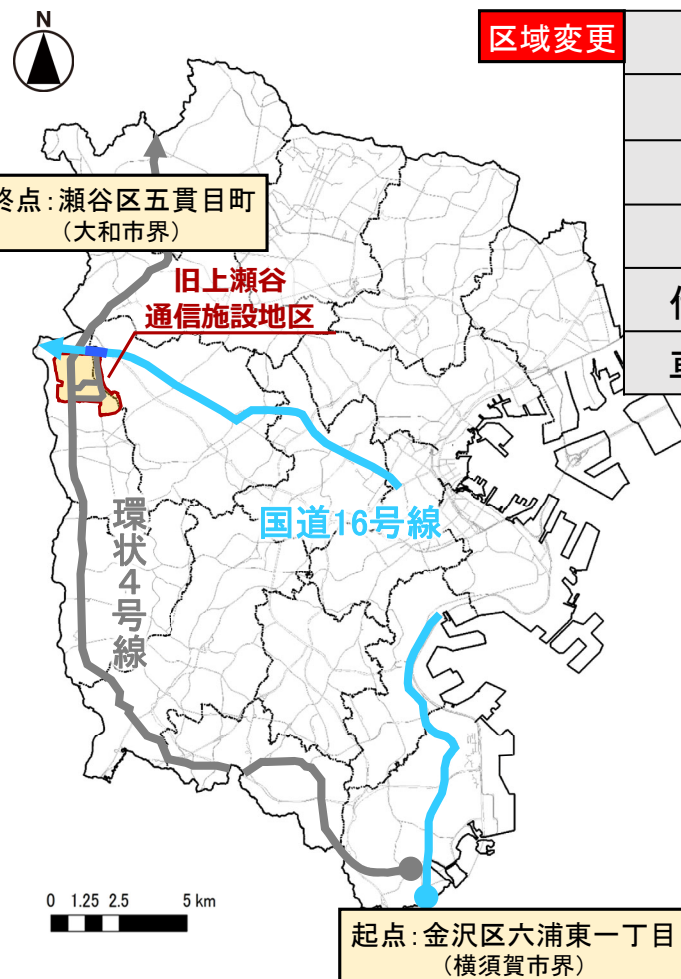 N
区域変更
終点:瀬谷区五貫目町
(大和市界)
旧上瀬谷
通信施設地区
国道16号線
環状4号線
0 1.25 2.5 5 km
起点:金沢区六浦東一丁目
(横須賀市界)